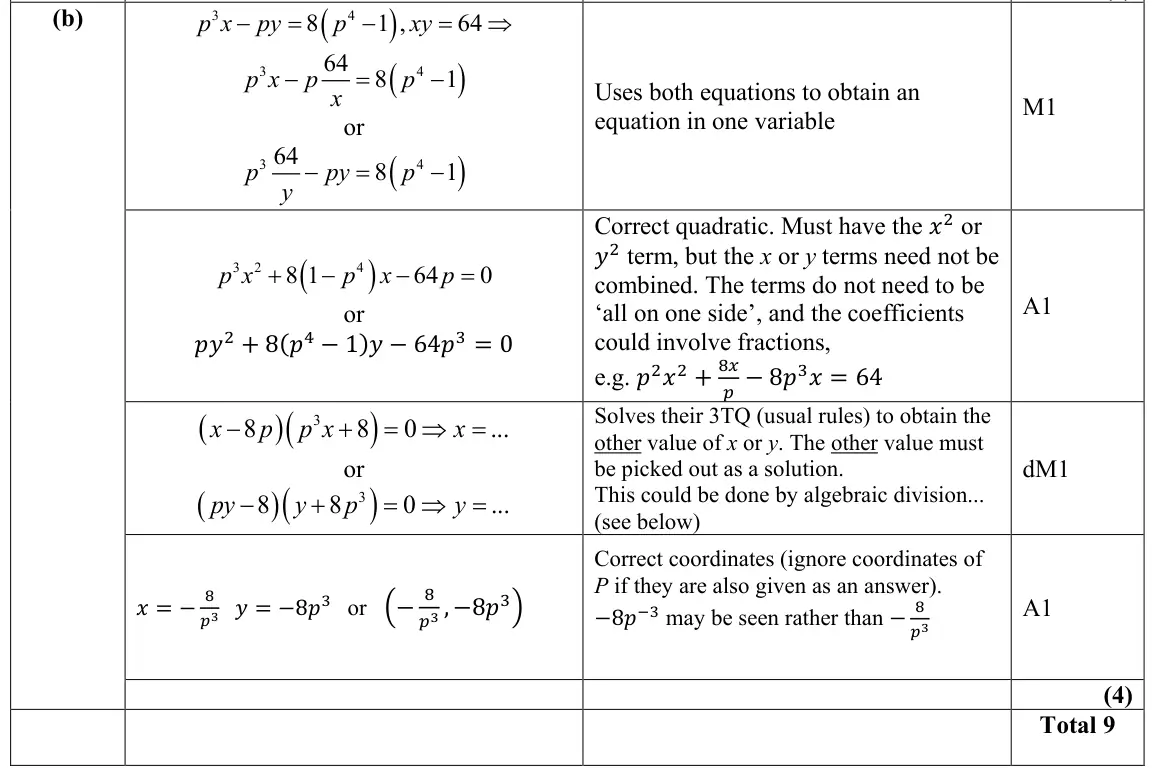 (b)
p³x − py = 8(p⁴ − 1), xy = 64 ⇒
p³x − p 64/x = 8(p⁴ − 1)
or
p³ 64/y − py = 8(p⁴ − 1)
Uses both equations to obtain an
equation in one variable
M1
p³x² + 8(1 − p⁴)x − 64p = 0
or
py² + 8(p⁴ − 1)y − 64p³ = 0
Correct quadratic. Must have the x² or
y² term, but the x or y terms need not be
combined. The terms do not need to be
‘all on one side’, and the coefficients
could involve fractions,
e.g. p²x² + 8x/p − 8p³x = 64
A1
(x − 8p)(p³x + 8) = 0 ⇒ x = ...
or
(py − 8)(y + 8p³) = 0 ⇒ y = ...
Solves their 3TQ (usual rules) to obtain the
other value of x or y. The other value must
be picked out as a solution.
This could be done by algebraic division...
(see below)
dM1
x = − 8/p³ y = −8p³ or (− 8/p³, −8p³)
Correct coordinates (ignore coordinates of
P if they are also given as an answer).
−8p⁻³ may be seen rather than − 8/p³
A1
(4)
Total 9